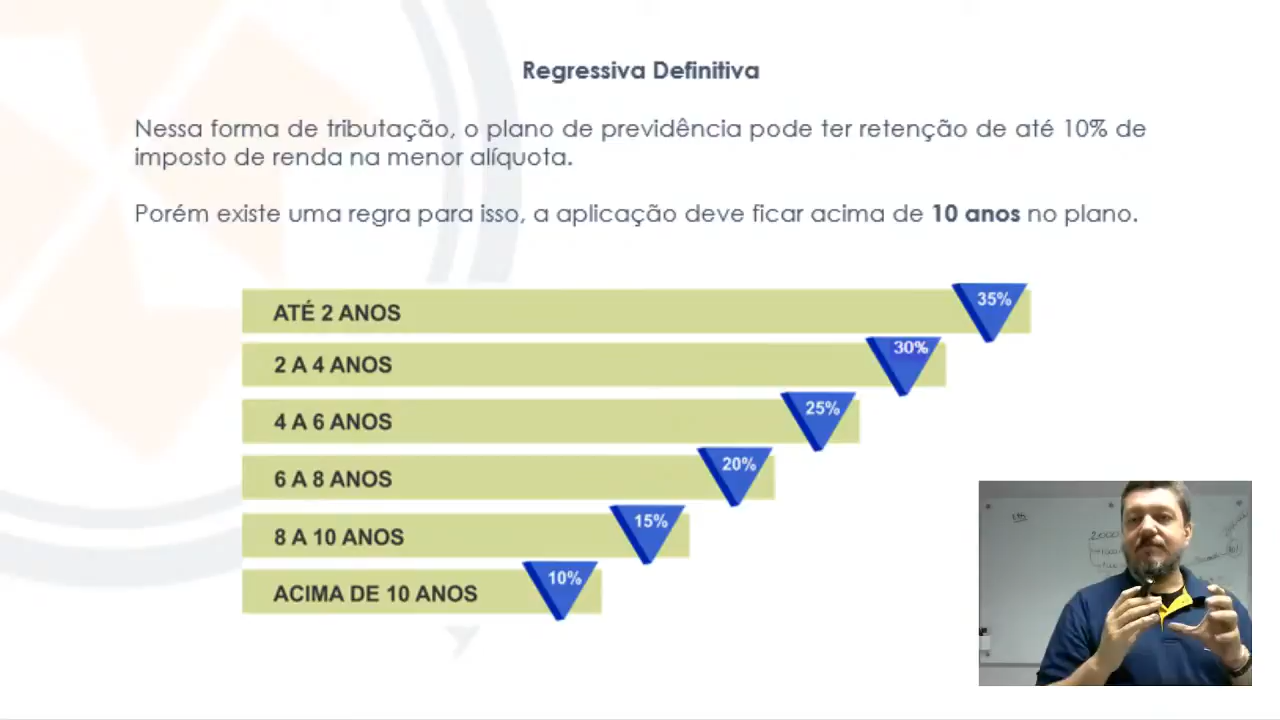 Regressiva Definitiva
Nessa forma de tributação, o plano de previdência pode ter retenção de até 10% de
imposto de renda na menor alíquota.
Porém existe uma regra para isso, a aplicação deve ficar acima de 10 anos no plano.
ATÉ 2 ANOS 35%
2 A 4 ANOS 30%
4 A 6 ANOS 25%
6 A 8 ANOS 20%
8 A 10 ANOS 15%
ACIMA DE 10 ANOS 10%